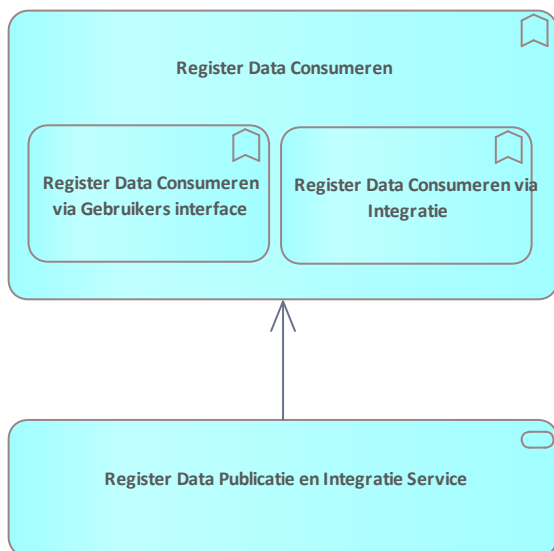 Register Data Consumeren
Register Data Consumeren
via Gebruikers interface
Register Data Consumeren via
Integratie
Register Data Publicatie en Integratie Service